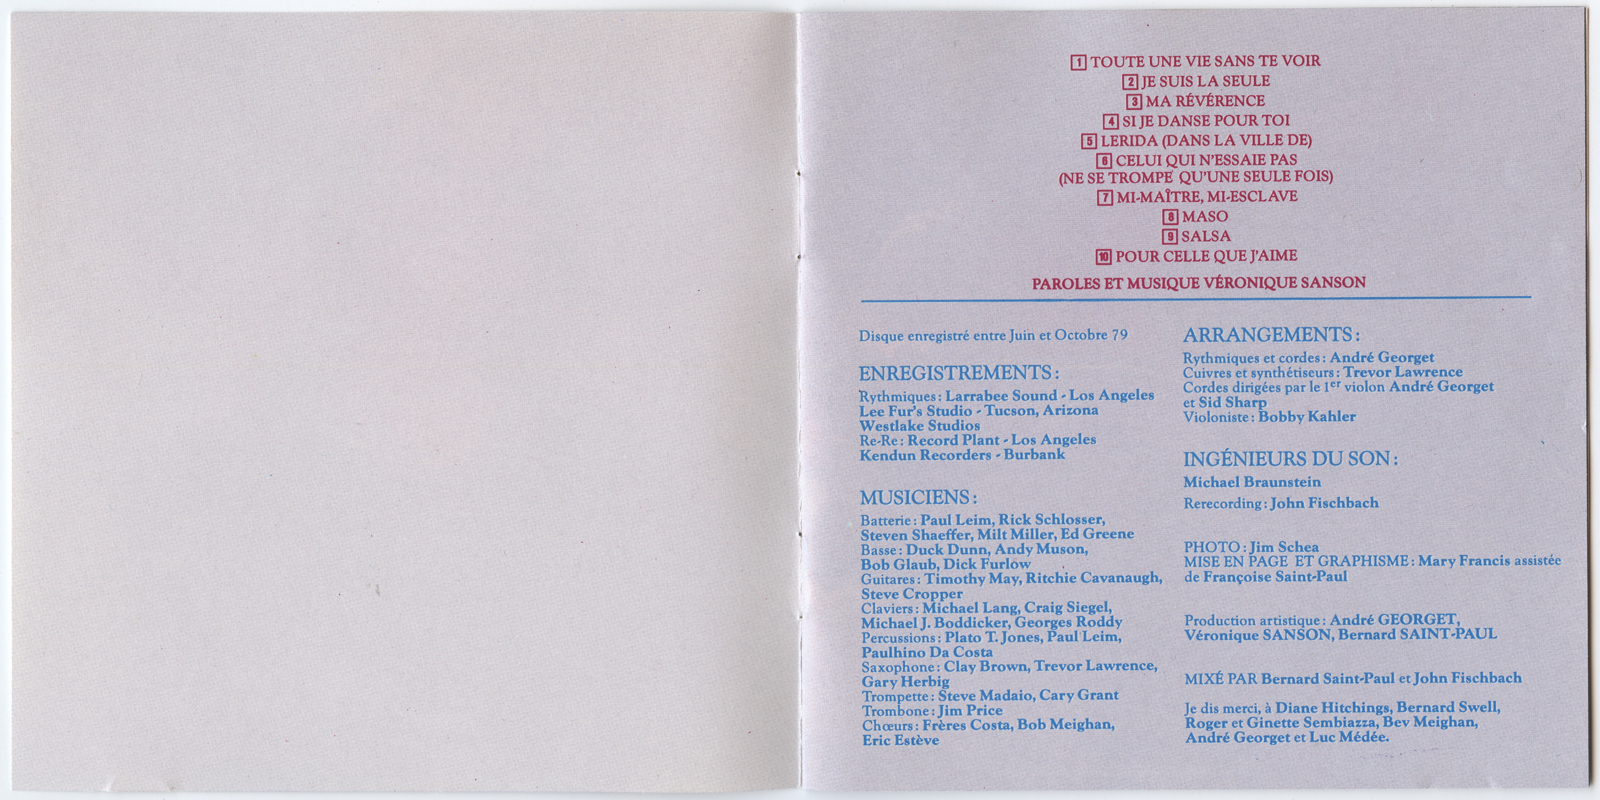 1 TOUTE UNE VIE SANS TE VOIR
2 JE SUIS LA SEULE
3 MA RÉVÉRENCE
4 SI JE DANSE POUR TOI
5 LERIDA (DANS LA VILLE DE)
6 CELUI QUI N'ESSAIE PAS
(NE SE TROMPE QU'UNE SEULE FOIS)
7 MI-MAÎTRE, MI-ESCLAVE
8 MASO
9 SALSA
10 POUR CELLE QUE J'AIME
PAROLES ET MUSIQUE VÉRONIQUE SANSON
Disque enregistré entre Juin et Octobre 79
ENREGISTREMENTS :
Rythmiques : Larrabee Sound - Los Angeles
Lee Fur's Studio - Tucson, Arizona
Westlake Studios
Re-Re : Record Plant - Los Angeles
Kendun Recorders - Burbank
MUSICIENS :
Batterie : Paul Leim, Rick Schlosser,
Steven Shaeffer, Milt Miller, Ed Greene
Basse : Duck Dunn, Andy Muson,
Bob Glaub, Dick Furlow
Guitares : Timothy May, Ritchie Cavanaugh,
Steve Cropper
Claviers : Michael Lang, Craig Siegel,
Michael J. Boddicker, Georges Roddy
Percussions : Plato T. Jones, Paul Leim,
Paulhino Da Costa
Saxophone : Clay Brown, Trevor Lawrence,
Gary Herbig
Trompette : Steve Madaio, Cary Grant
Trombone : Jim Price
Chœurs : Frères Costa, Bob Meighan,
Eric Estève
ARRANGEMENTS :
Rythmiques et cordes : André Georget
Cuivres et synthétiseurs : Trevor Lawrence
Cordes dirigées par le 1er violon André Georget
et Sid Sharp
Violoniste : Bobby Kahler
INGÉNIEURS DU SON :
Michael Braunstein
Rerecording : John Fischbach
PHOTO : Jim Schea
MISE EN PAGE ET GRAPHISME : Mary Francis assistée
de Françoise Saint-Paul
Production artistique : André GEORGET,
Véronique SANSON, Bernard SAINT-PAUL
MIXÉ PAR Bernard Saint-Paul et John Fischbach
Je dis merci, à Diane Hitchings, Bernard Swell,
Roger et Ginette Sembiazza, Bev Meighan,
André Georget et Luc Médée.